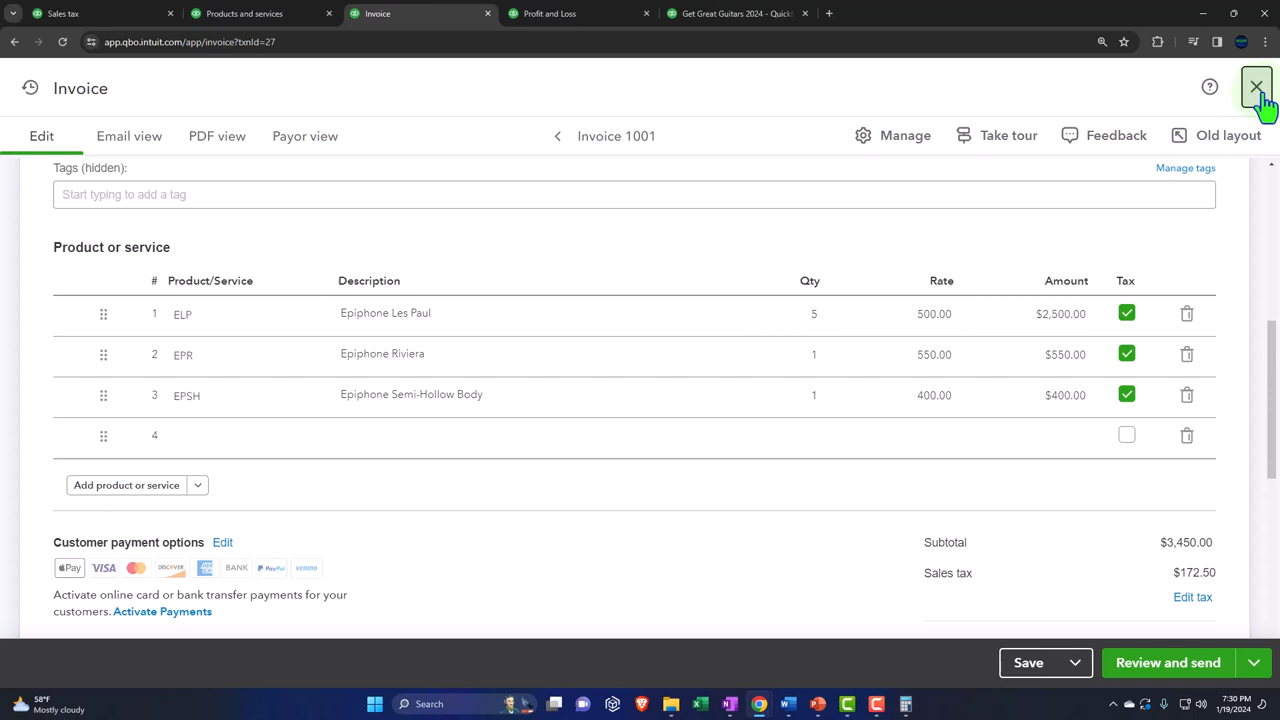 Sales tax
Products and services
Invoice
Profit and Loss
Get Great Guitars 2024 - Quickb
app.qbo.intuit.com/app/invoice?txnId=27
Invoice
Edit
Email view
PDF view
Payor view
Invoice 1001
Manage
Take tour
Feedback
Old layout
Tags (hidden):
Manage tags
Start typing to add a tag
Product or service
# Product/Service Description Qty Rate Amount Tax
1 ELP Epiphone Les Paul 5 500.00 $2,500.00
2 EPR Epiphone Riviera 1 550.00 $550.00
3 EPSH Epiphone Semi-Hollow Body 1 400.00 $400.00
4
Add product or service
Customer payment options Edit
Subtotal $3,450.00
Pay VISA DISCOVER BANK PayPal venmo
Sales tax $172.50
Activate online card or bank transfer payments for your
customers. Activate Payments
Edit tax
Save
Review and send
58°F
Mostly cloudy
Search
7:30 PM
1/19/2024